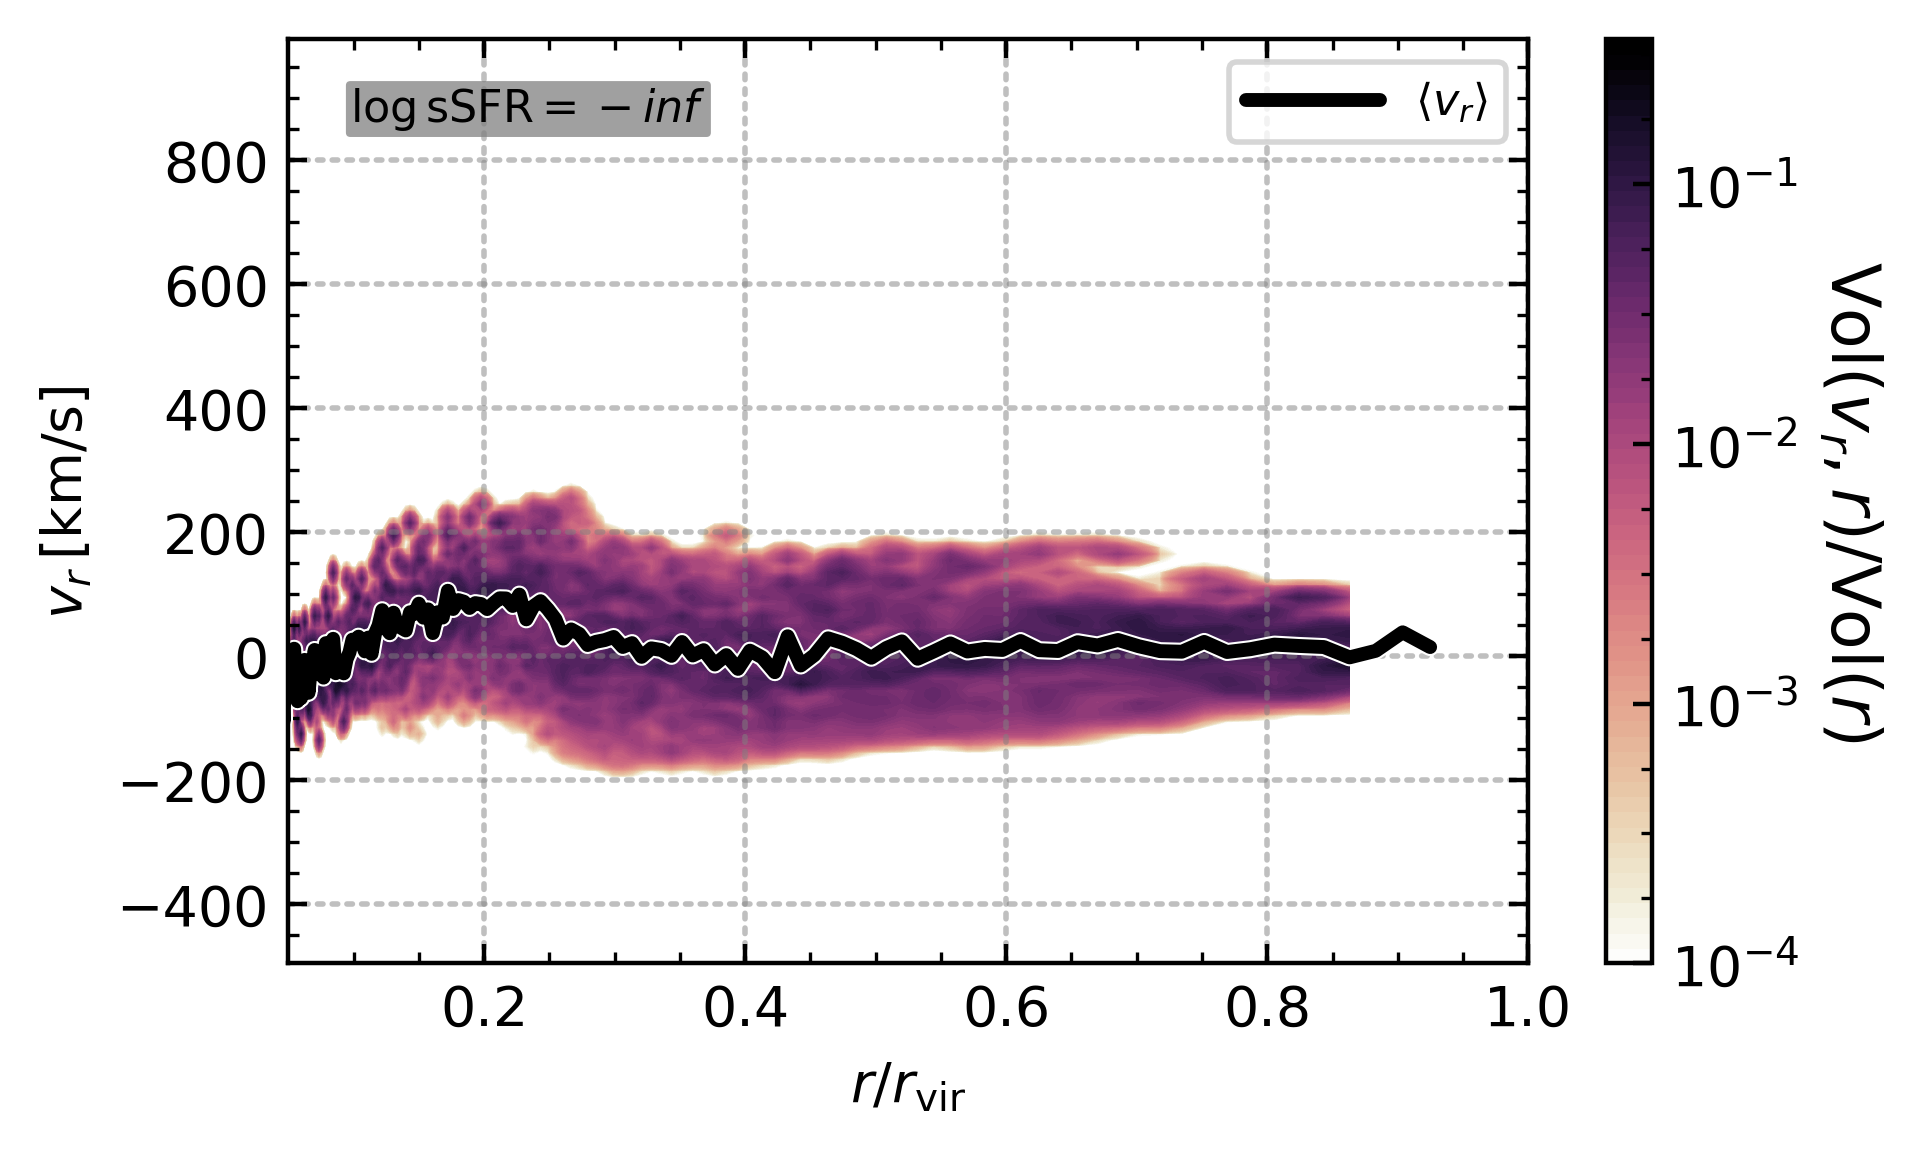 log sSFR = −inf
⟨v_r⟩
800
600
400
200
0
−200
−400
v_r [km/s]
0.2 0.4 0.6 0.8 1.0
r/r_vir
10^−1
10^−2
10^−3
10^−4
Vol(v_r, r)/Vol(r)